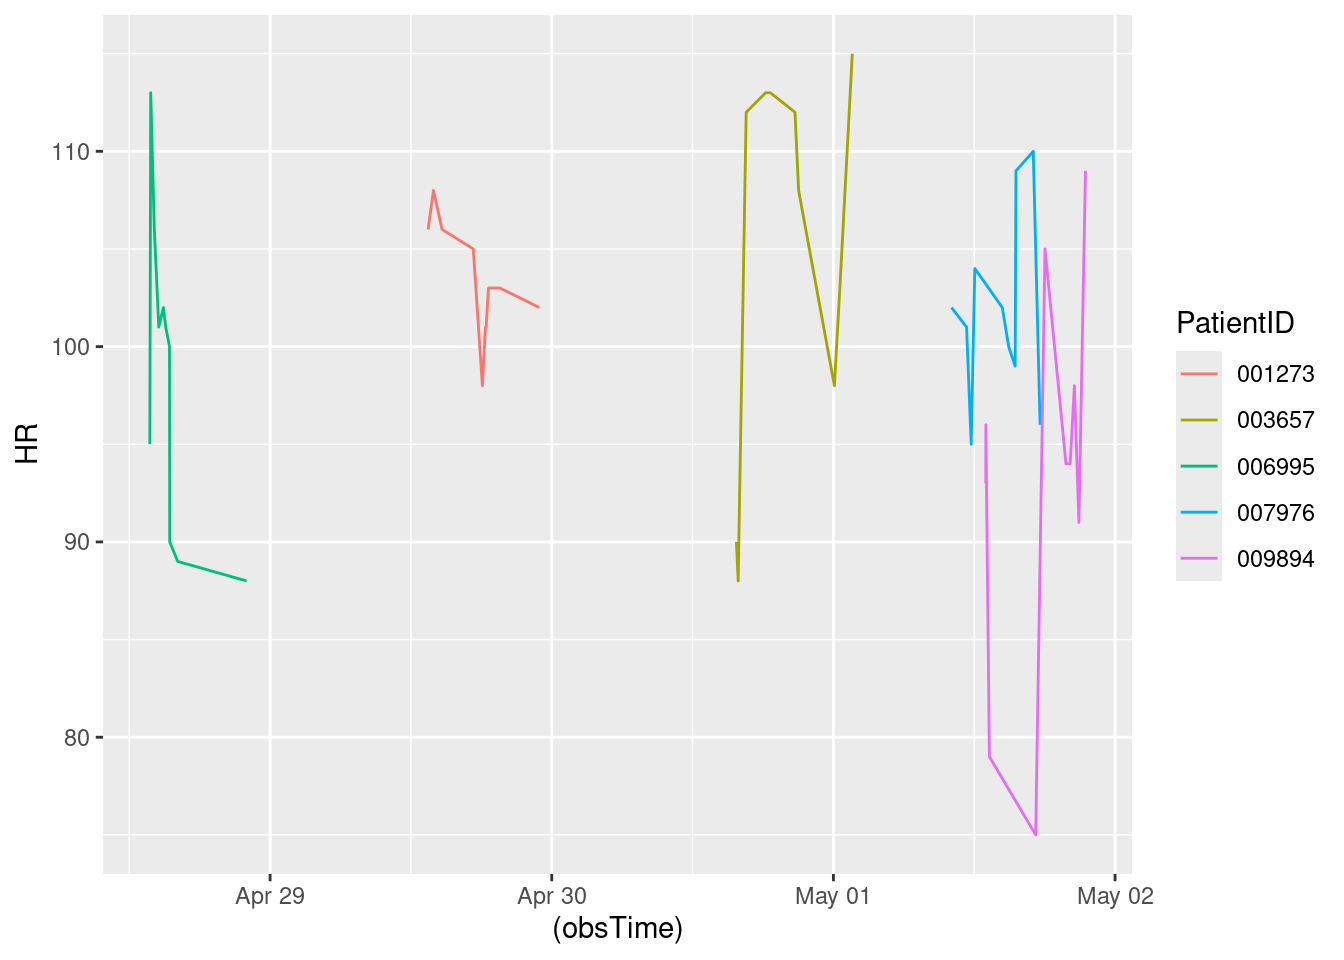 HR
110
100
90
80
Apr 29
Apr 30
May 01
May 02
(obsTime)
PatientID
001273
003657
006995
007976
009894